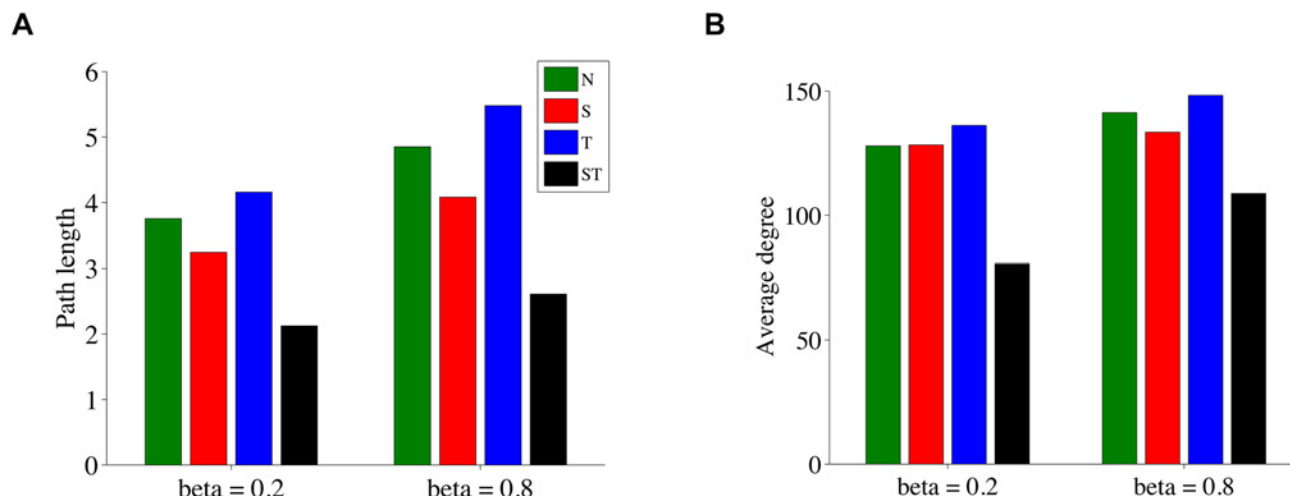 A
Path length
6
5
4
3
2
1
0
N
S
T
ST
beta = 0.2
beta = 0.8
B
Average degree
150
100
50
0
beta = 0.2
beta = 0.8